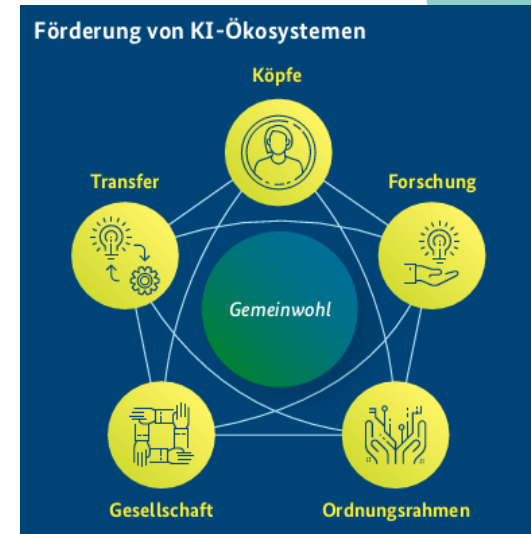 Förderung von KI-Ökosystemen
Köpfe
Transfer
Forschung
Gemeinwohl
Gesellschaft
Ordnungsrahmen